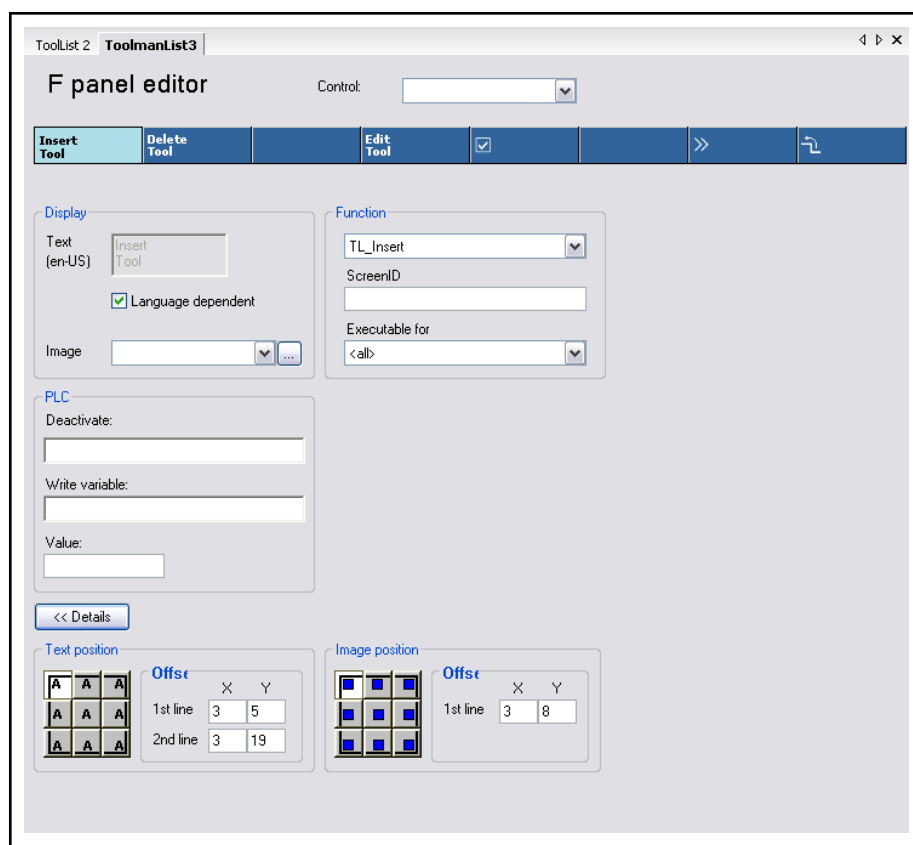 ToolList 2 ToolmanList3
F panel editor Control:
Insert Tool Delete Tool Edit Tool
Display
Text (en-US) Insert Tool
Language dependent
Image ...
Function
TL_Insert
ScreenID
Executable for
<all>
PLC
Deactivate:
Write variable:
Value:
<< Details
Text position
A A A
A A A
A A A
Offse
X Y
1st line 3 5
2nd line 3 19
Image position
Offse
X Y
1st line 3 8